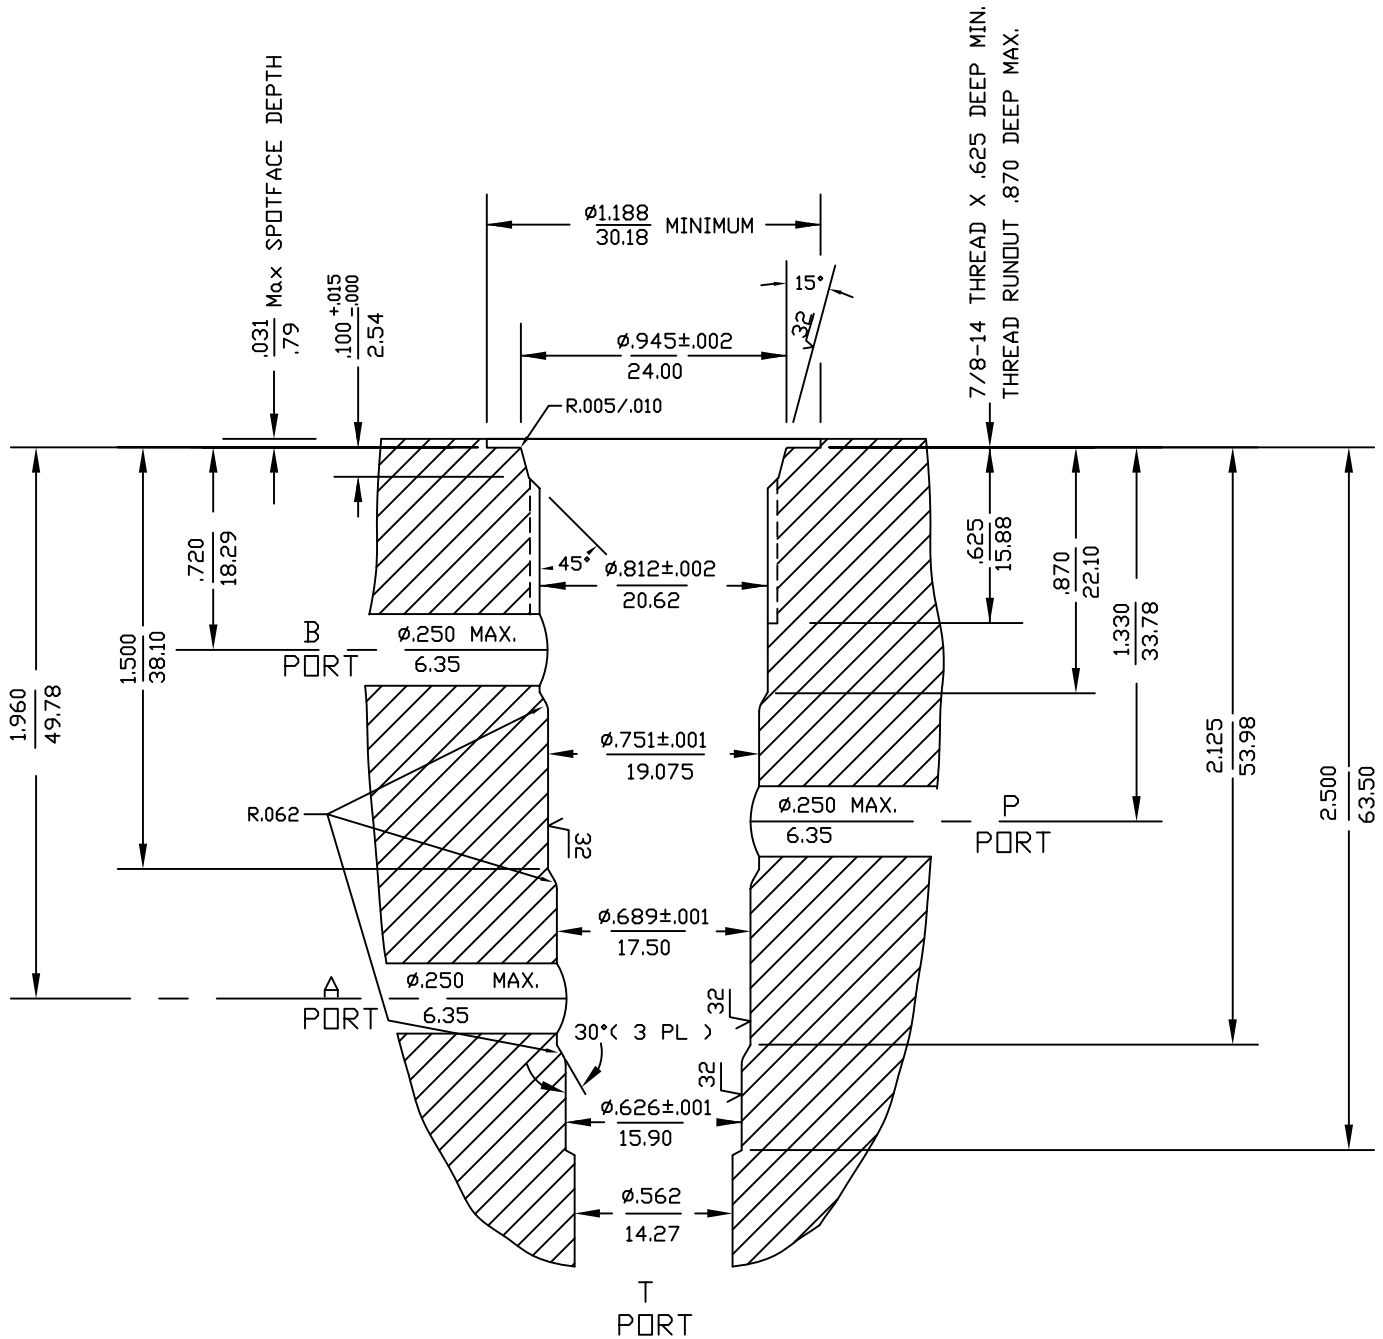 .031 Max SPOTFACE DEPTH
.79
.100 +.015 -.000
2.54
Ø1.188 MINIMUM
30.18
15°
32
Ø.945±.002
24.00
R.005/.010
7/8-14 THREAD X .625 DEEP MIN.
THREAD RUNOUT .870 DEEP MAX.
1.960
49.78
1.500
38.10
.720
18.29
45°
Ø.812±.002
20.62
.625
15.88
.870
22.10
1.330
33.78
2.125
53.98
2.500
63.50
B
PORT
Ø.250 MAX.
6.35
Ø.751±.001
19.075
R.062
32
Ø.250 MAX.
6.35
P
PORT
Ø.689±.001
17.50
A
PORT
Ø.250 MAX.
6.35
32
30°( 3 PL )
32
Ø.626±.001
15.90
Ø.562
14.27
T
PORT